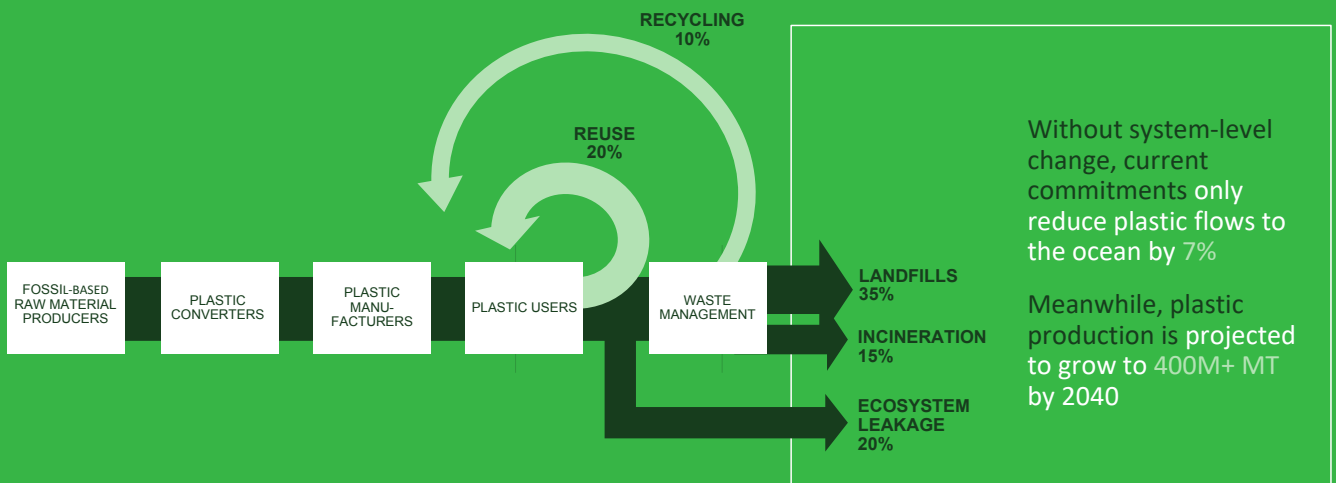 RECYCLING
10%
REUSE
20%
FOSSIL-BASED
RAW MATERIAL
PRODUCERS
PLASTIC
CONVERTERS
PLASTIC
MANU-
FACTURERS
PLASTIC USERS
WASTE
MANAGEMENT
LANDFILLS
35%
INCINERATION
15%
ECOSYSTEM
LEAKAGE
20%
Without system-level
change, current
commitments only
reduce plastic flows to
the ocean by 7%
Meanwhile, plastic
production is projected
to grow to 400M+ MT
by 2040